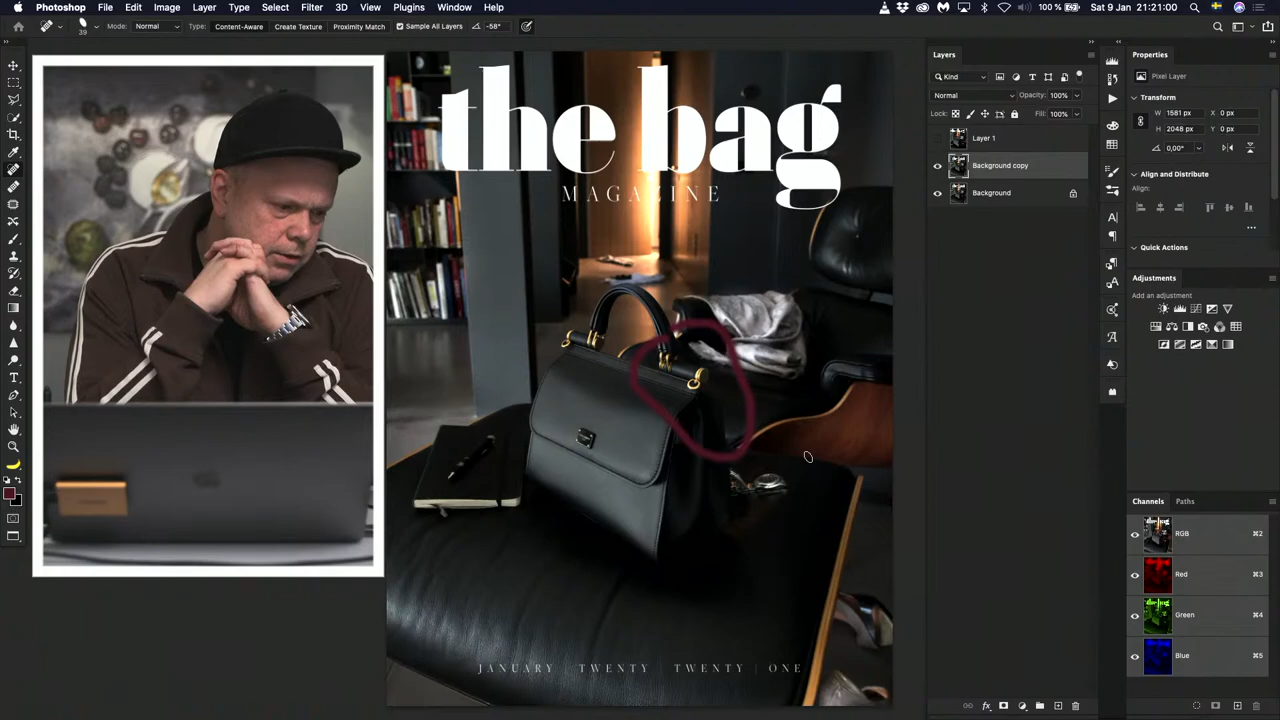 Photoshop File Edit Image Layer Type Select Filter 3D View Plugins Window Help 100 % Sat 9 Jan 21:21:00
39 Mode: Normal Type: Content-Aware Create Texture Proximity Match Sample All Layers -58°
the bag
MAGAZINE
JANUARY | TWENTY | TWENTY | ONE
Layers
Kind
Normal Opacity: 100%
Lock: Fill: 100%
Layer 1
Background copy
Background
fx
Properties
Pixel Layer
Transform
W 1581 px X 0 px
H 2048 px Y 0 px
0,00°
Align and Distribute
Align:
Quick Actions
Adjustments
Add an adjustment
Channels Paths
RGB ⌘2
Red ⌘3
Green ⌘4
Blue ⌘5